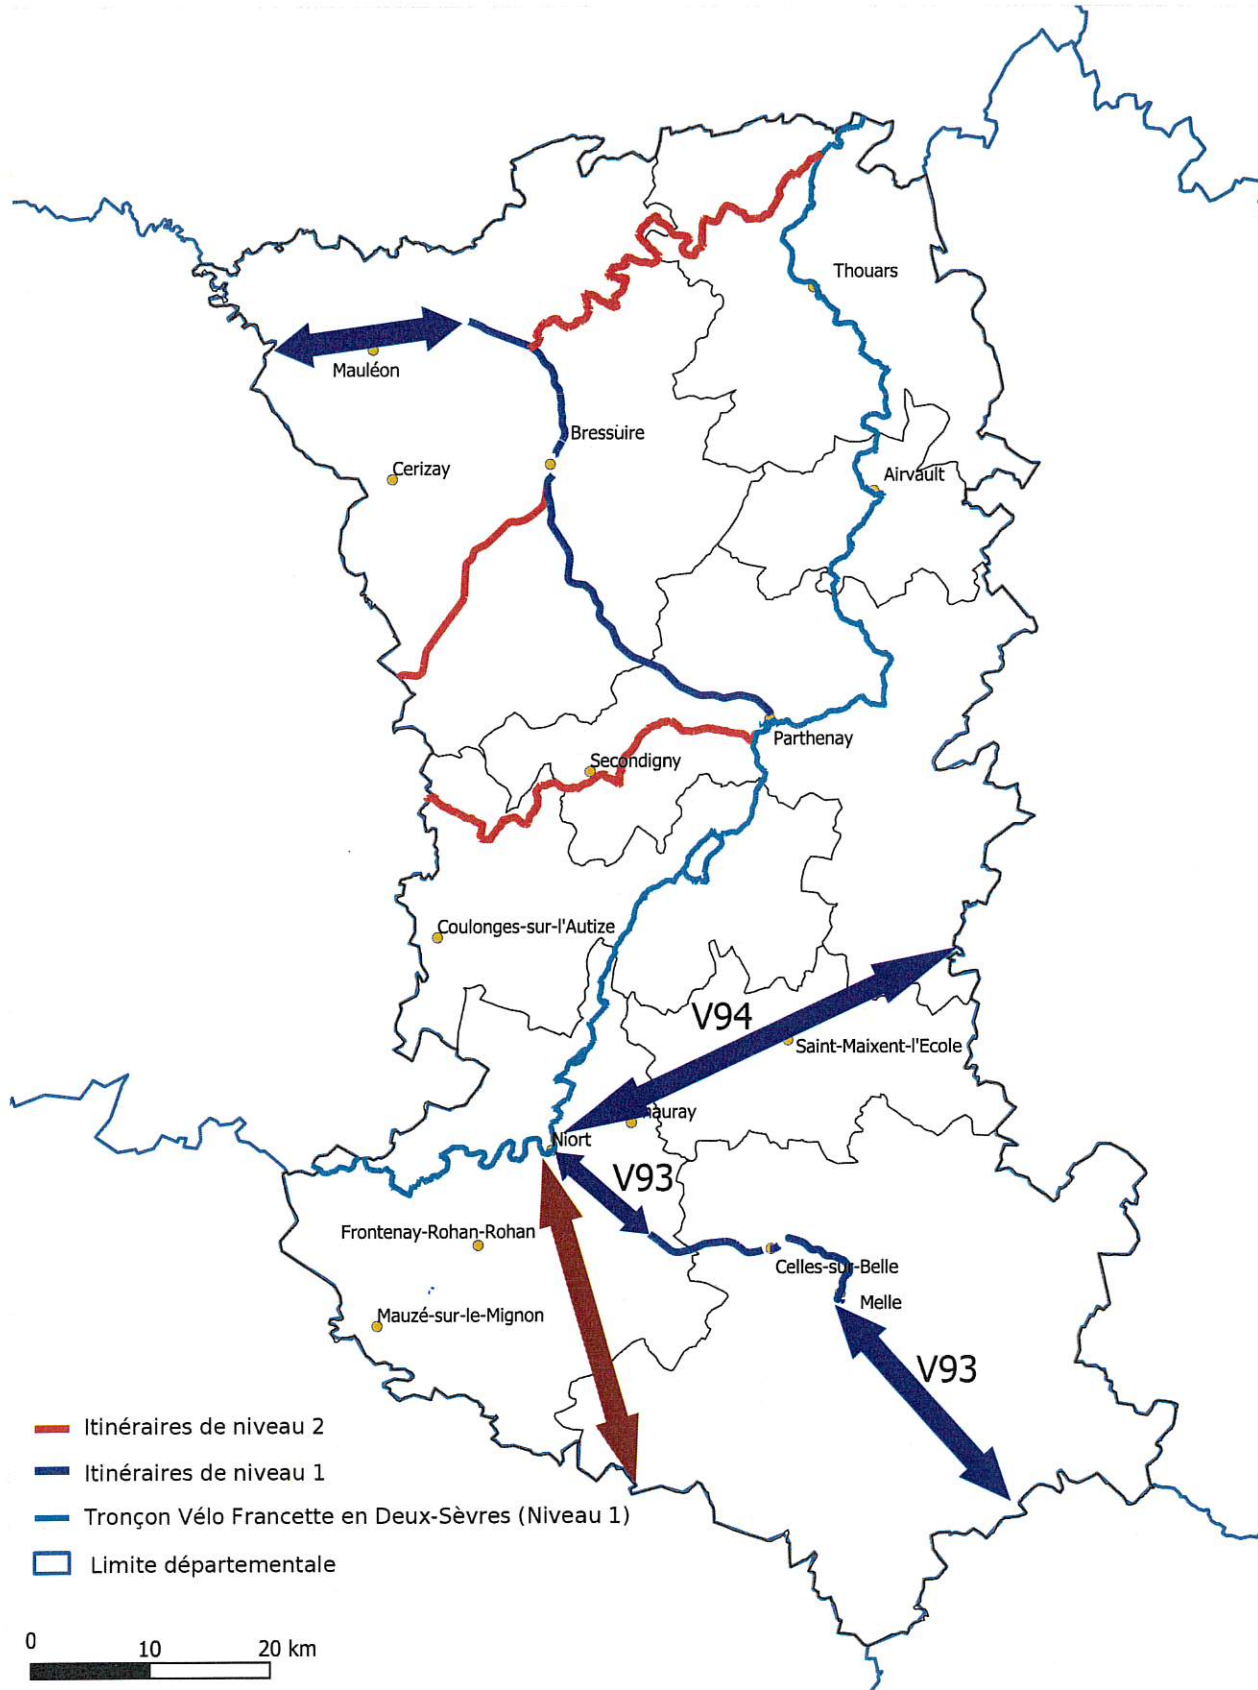 Thouars
Mauléon
Bressuire
Cerizay
Airvault
Parthenay
Secondigny
Coulonges-sur-l'Autize
V94
Saint-Maixent-l'Ecole
hauray
Niort
V93
Frontenay-Rohan-Rohan
Celles-sur-Belle
Melle
Mauzé-sur-le-Mignon
V93
Itinéraires de niveau 2
Itinéraires de niveau 1
Tronçon Vélo Francette en Deux-Sèvres (Niveau 1)
Limite départementale
0 10 20 km